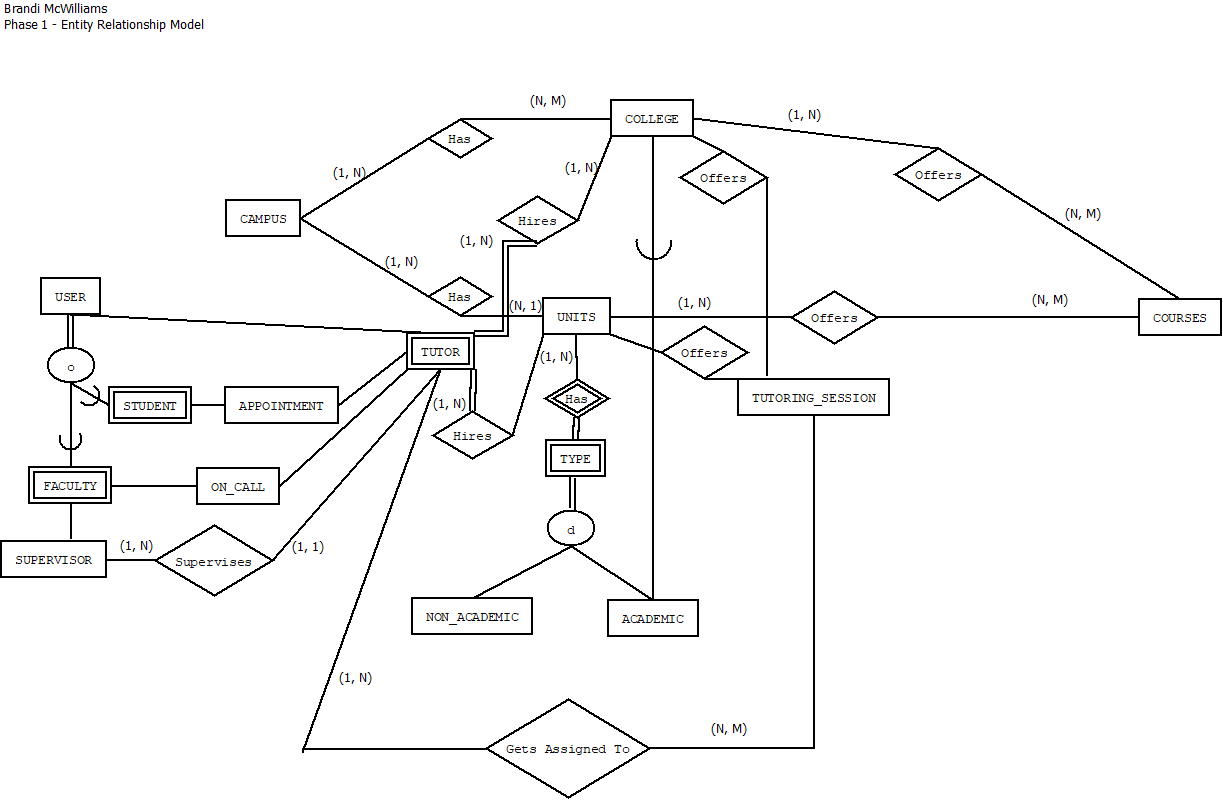 Brandi McWilliams
Phase 1 - Entity Relationship Model
(N, M)
COLLEGE
(1, N)
Has
(1, N)
(1, N)
Offers
Offers
CAMPUS
Hires
(N, M)
(1, N)
(1, N)
USER
Has
(N, 1)
UNITS
(1, N)
Offers
(N, M)
COURSES
TUTOR
(1, N)
Offers
o
STUDENT
APPOINTMENT
(1, N)
Has
TUTORING_SESSION
Hires
TYPE
FACULTY
ON_CALL
d
SUPERVISOR
(1, N)
Supervises
(1, 1)
NON_ACADEMIC
ACADEMIC
(1, N)
Gets Assigned To
(N, M)